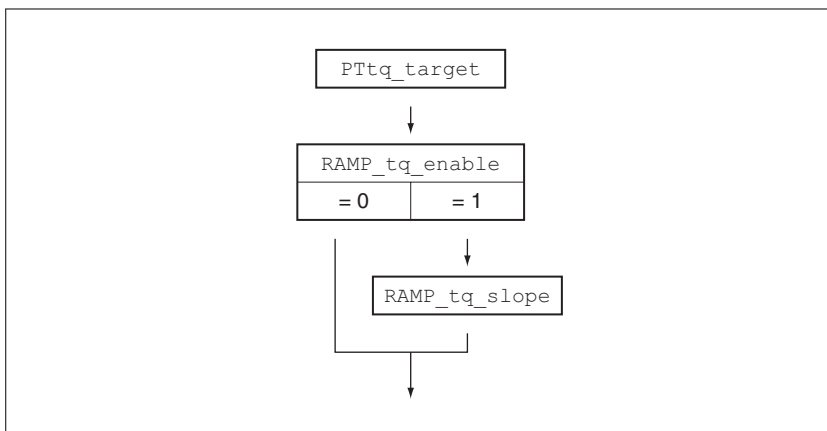 PTtq_target
RAMP_tq_enable
= 0 = 1
RAMP_tq_slope